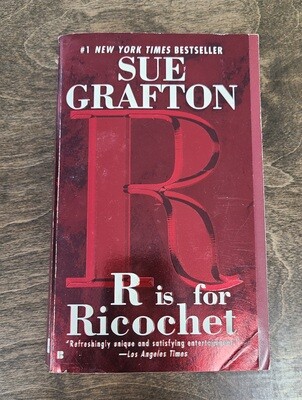 #1 NEW YORK TIMES BESTSELLER
SUE
GRAFTON
R
R is for
Ricochet
"Refreshingly unique and satisfying entertainment."
—Los Angeles Times
B